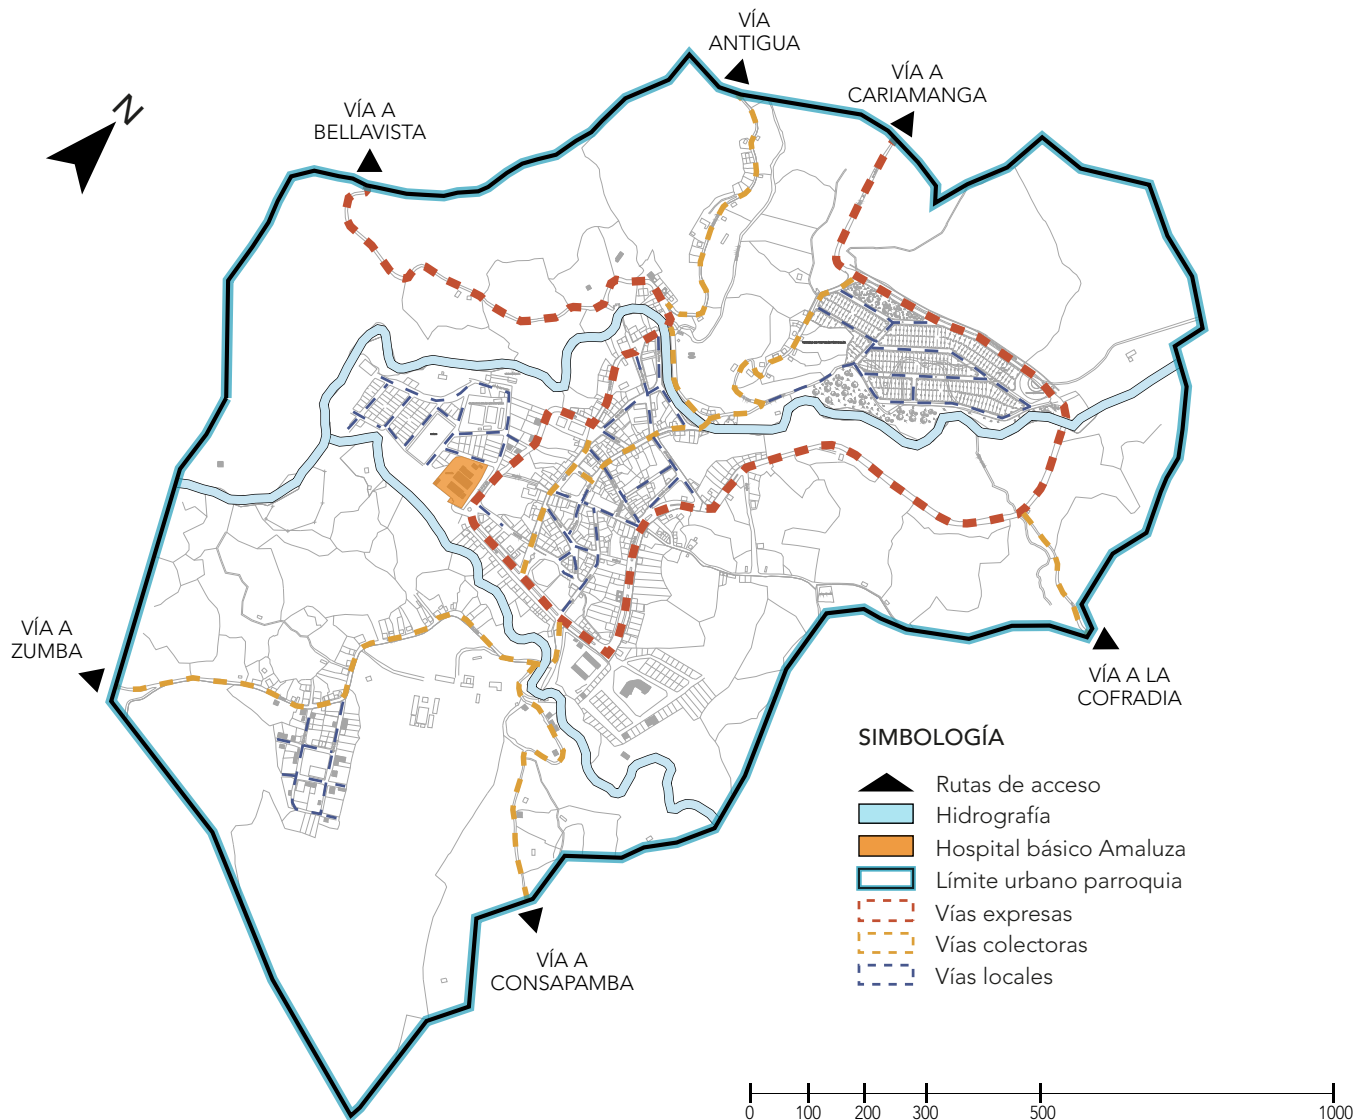 VÍA
ANTIGUA
VÍA A
CARIAMANGA
VÍA A
BELLAVISTA
N
VÍA A
ZUMBA
VÍA A LA
COFRADIA
VÍA A
CONSAPAMBA
SIMBOLOGÍA
Rutas de acceso
Hidrografía
Hospital básico Amaluza
Límite urbano parroquia
Vías expresas
Vías colectoras
Vías locales
0 100 200 300 500 1000